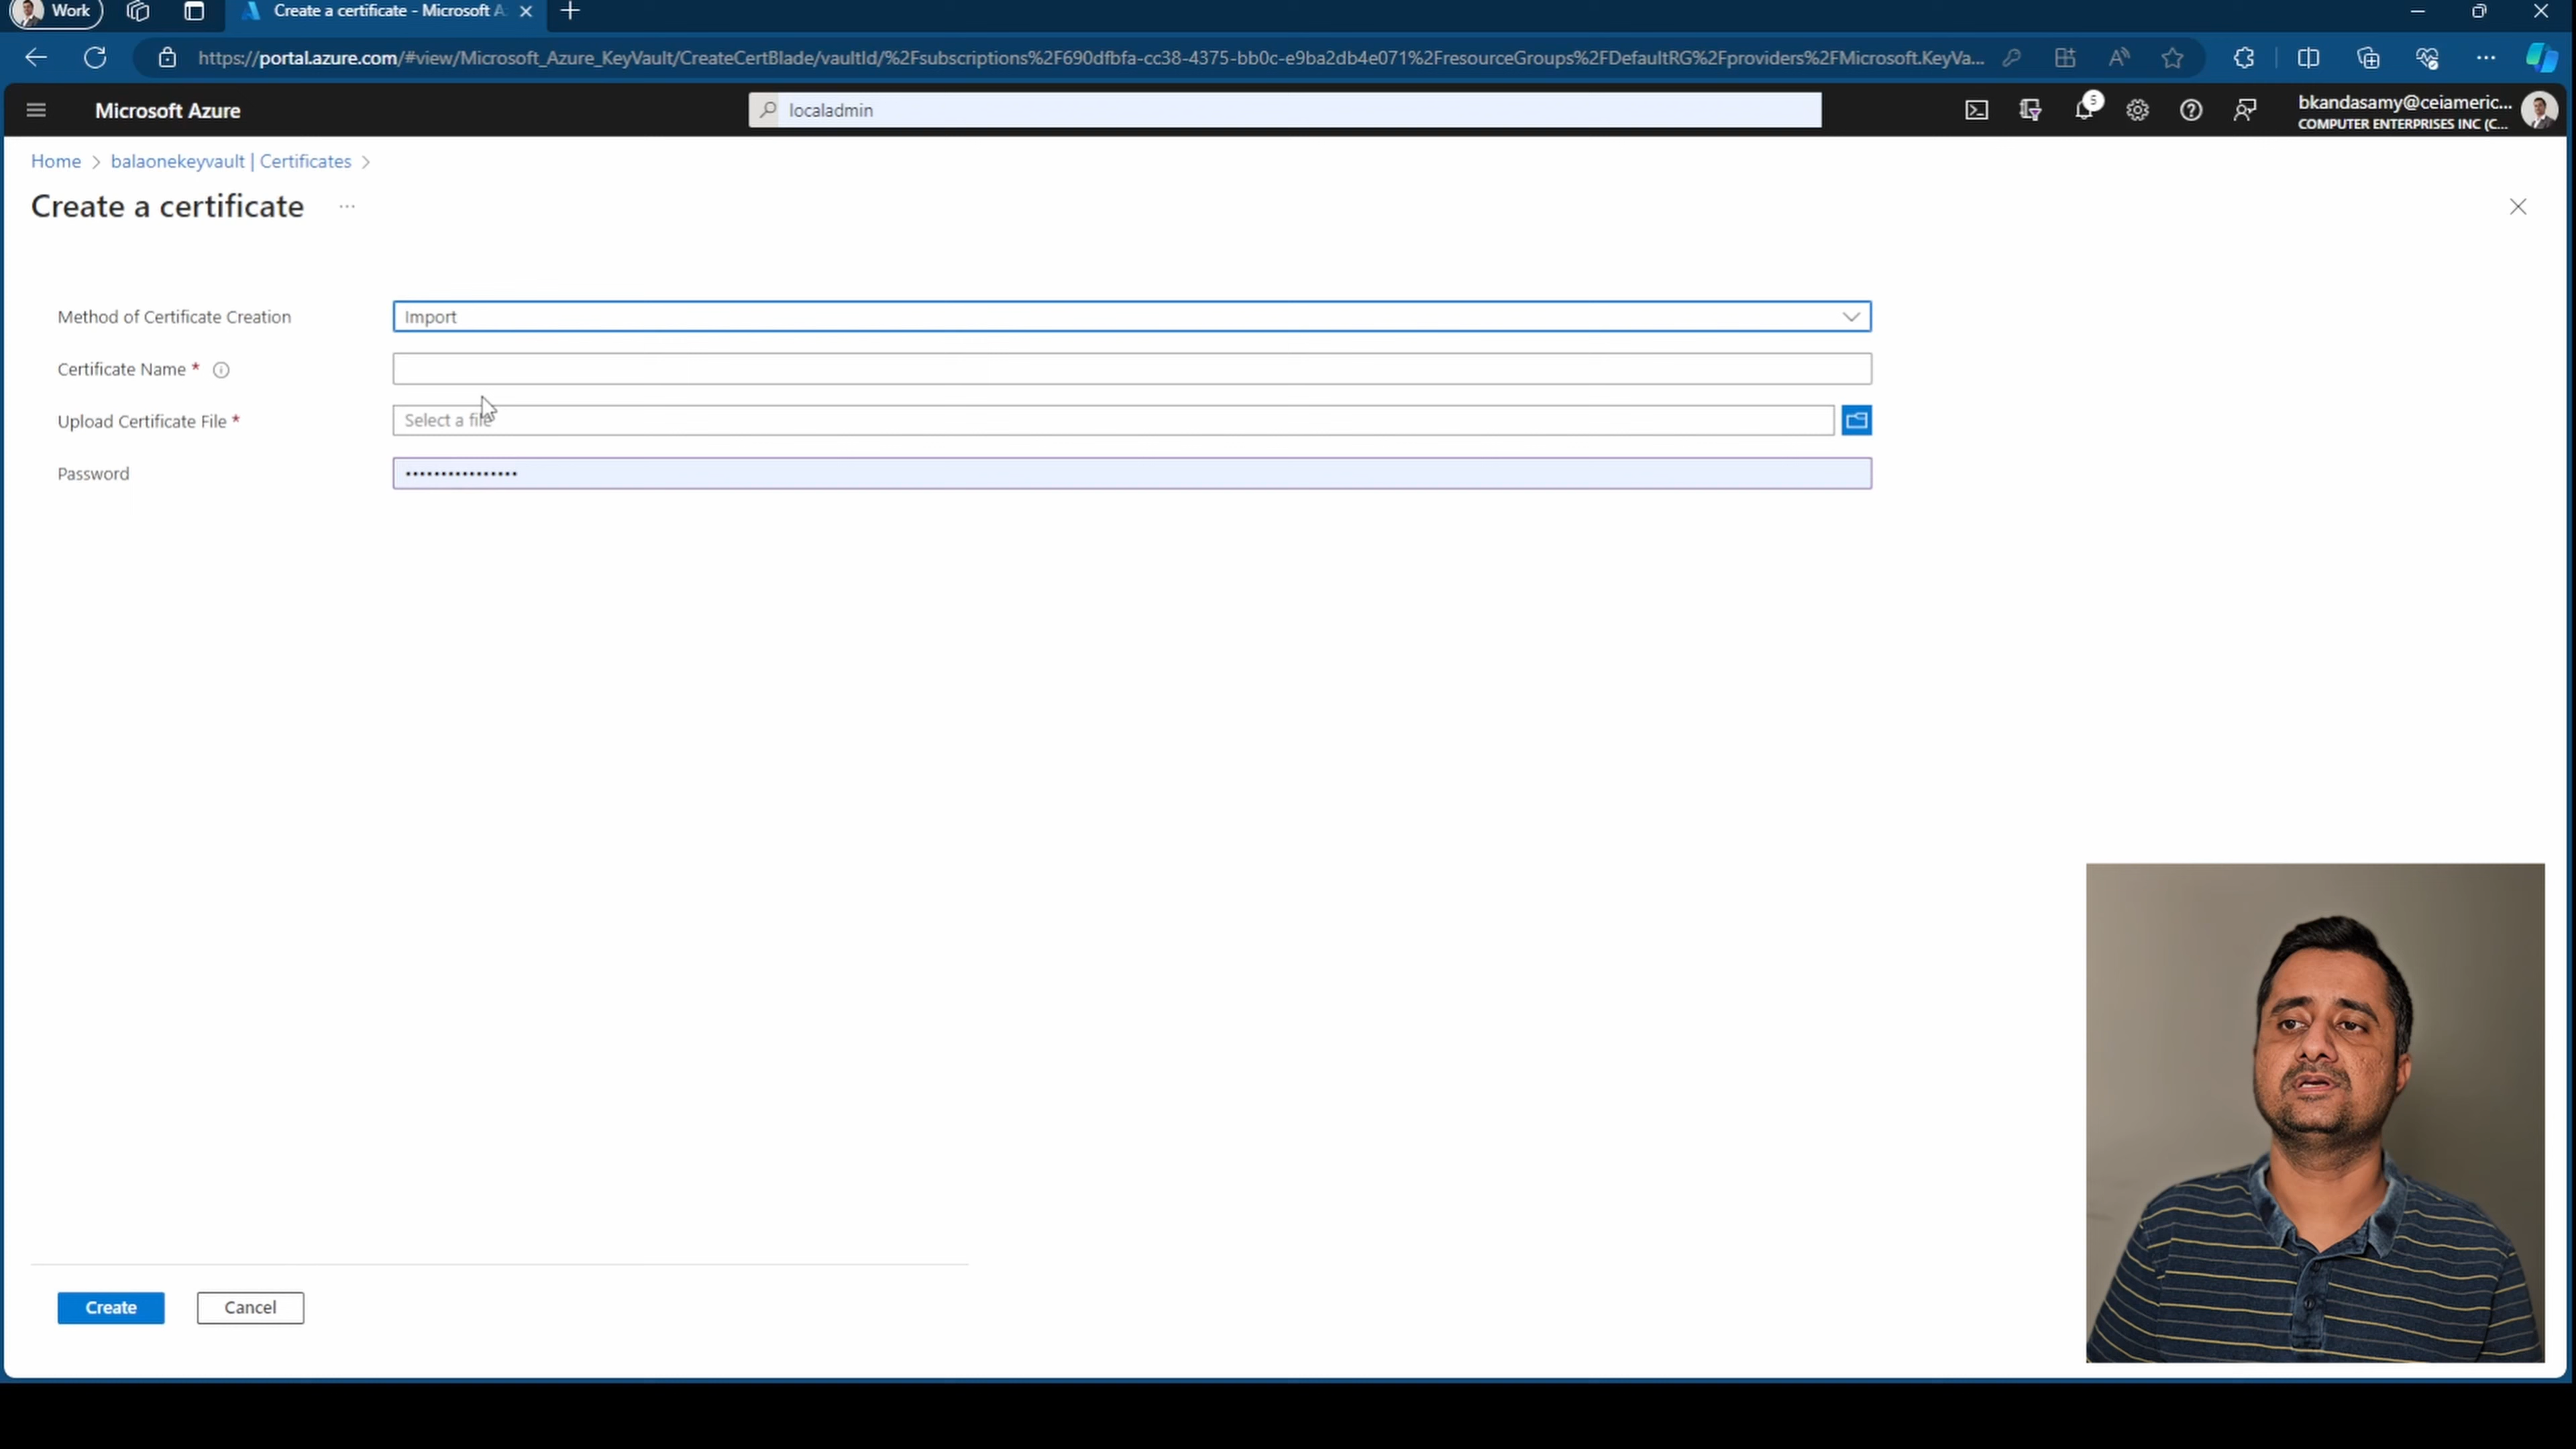 Work
Create a certificate - Microsoft A
https://portal.azure.com/#view/Microsoft_Azure_KeyVault/CreateCertBlade/vaultId/%2Fsubscriptions%2F690dfbfa-cc38-4375-bb0c-e9ba2db4e071%2FresourceGroups%2FDefaultRG%2Fproviders%2FMicrosoft.KeyVa...
Microsoft Azure
localadmin
5
bkandasamy@ceiameric...
COMPUTER ENTERPRISES INC (C...
Home > balaonekeyvault | Certificates >
Create a certificate ...
Method of Certificate Creation
Import
Certificate Name *
Upload Certificate File *
Select a file
Password
••••••••••••••••
Create
Cancel